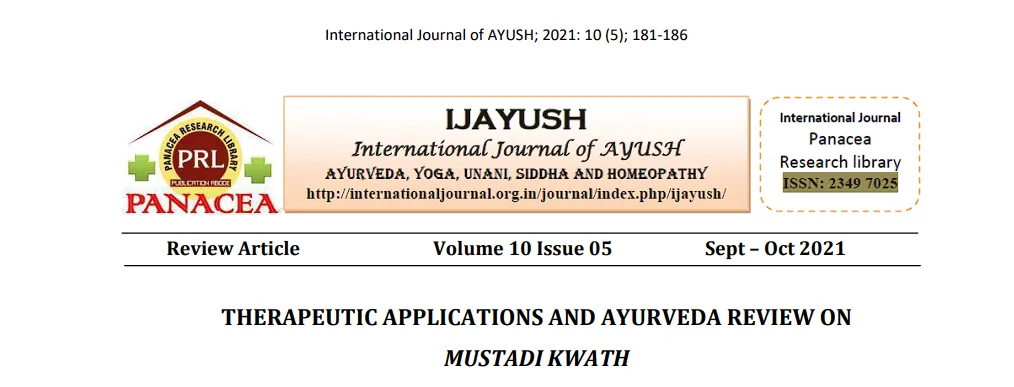 International Journal of AYUSH; 2021: 10 (5); 181-186
PANACEA RESEARCH LIBRARY
PRL
PUBLICATION ABODE
PANACEA
IJAYUSH
International Journal of AYUSH
AYURVEDA, YOGA, UNANI, SIDDHA AND HOMEOPATHY
http://internationaljournal.org.in/journal/index.php/ijayush/
International Journal
Panacea
Research library
ISSN: 2349 7025
Review Article Volume 10 Issue 05 Sept – Oct 2021
THERAPEUTIC APPLICATIONS AND AYURVEDA REVIEW ON
MUSTADI KWATH